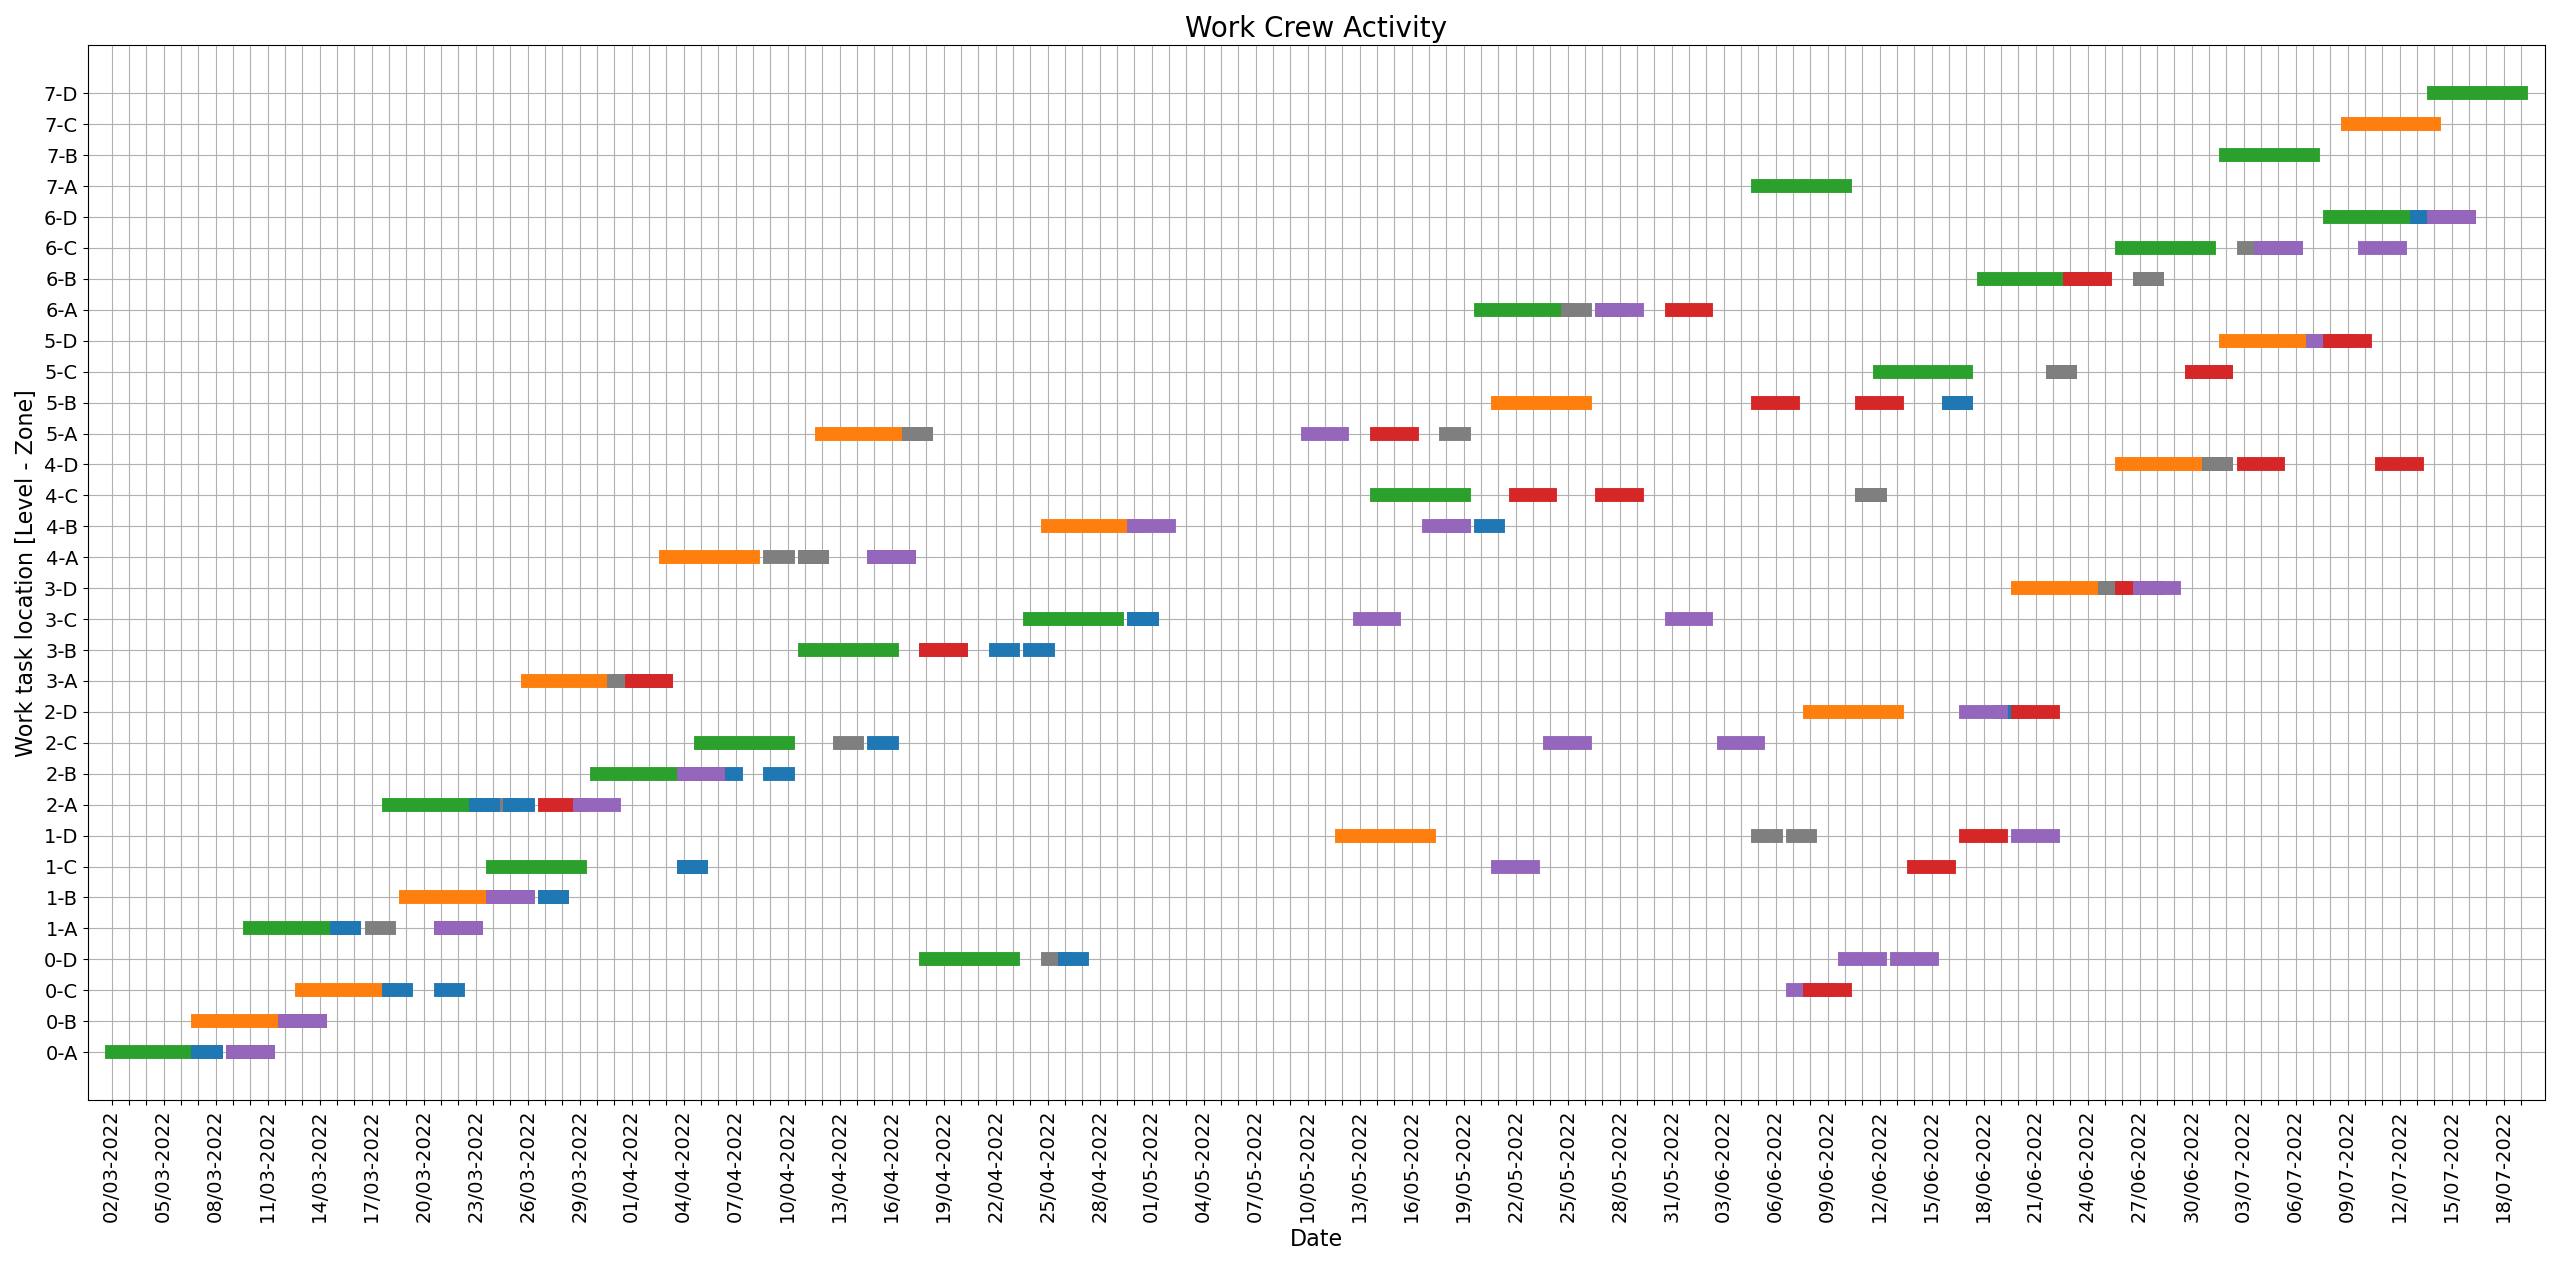 Work Crew Activity
Work task location [Level - Zone]
7-D
7-C
7-B
7-A
6-D
6-C
6-B
6-A
5-D
5-C
5-B
5-A
4-D
4-C
4-B
4-A
3-D
3-C
3-B
3-A
2-D
2-C
2-B
2-A
1-D
1-C
1-B
1-A
0-D
0-C
0-B
0-A
02/03-2022
05/03-2022
08/03-2022
11/03-2022
14/03-2022
17/03-2022
20/03-2022
23/03-2022
26/03-2022
29/03-2022
01/04-2022
04/04-2022
07/04-2022
10/04-2022
13/04-2022
16/04-2022
19/04-2022
22/04-2022
25/04-2022
28/04-2022
01/05-2022
04/05-2022
07/05-2022
10/05-2022
13/05-2022
16/05-2022
19/05-2022
22/05-2022
25/05-2022
28/05-2022
31/05-2022
03/06-2022
06/06-2022
09/06-2022
12/06-2022
15/06-2022
18/06-2022
21/06-2022
24/06-2022
27/06-2022
30/06-2022
03/07-2022
06/07-2022
09/07-2022
12/07-2022
15/07-2022
18/07-2022
Date